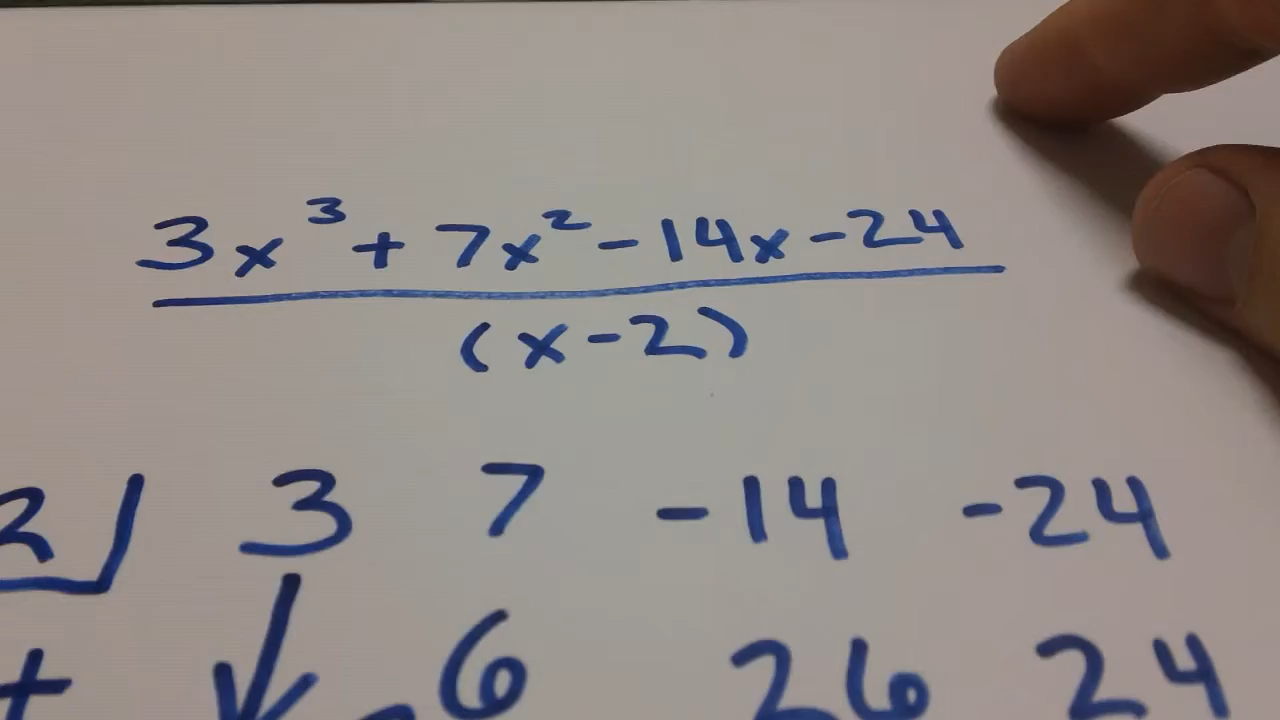 3x³ + 7x² - 14x - 24
(x - 2)
2 3 7 -14 -24
+ 6 26 24